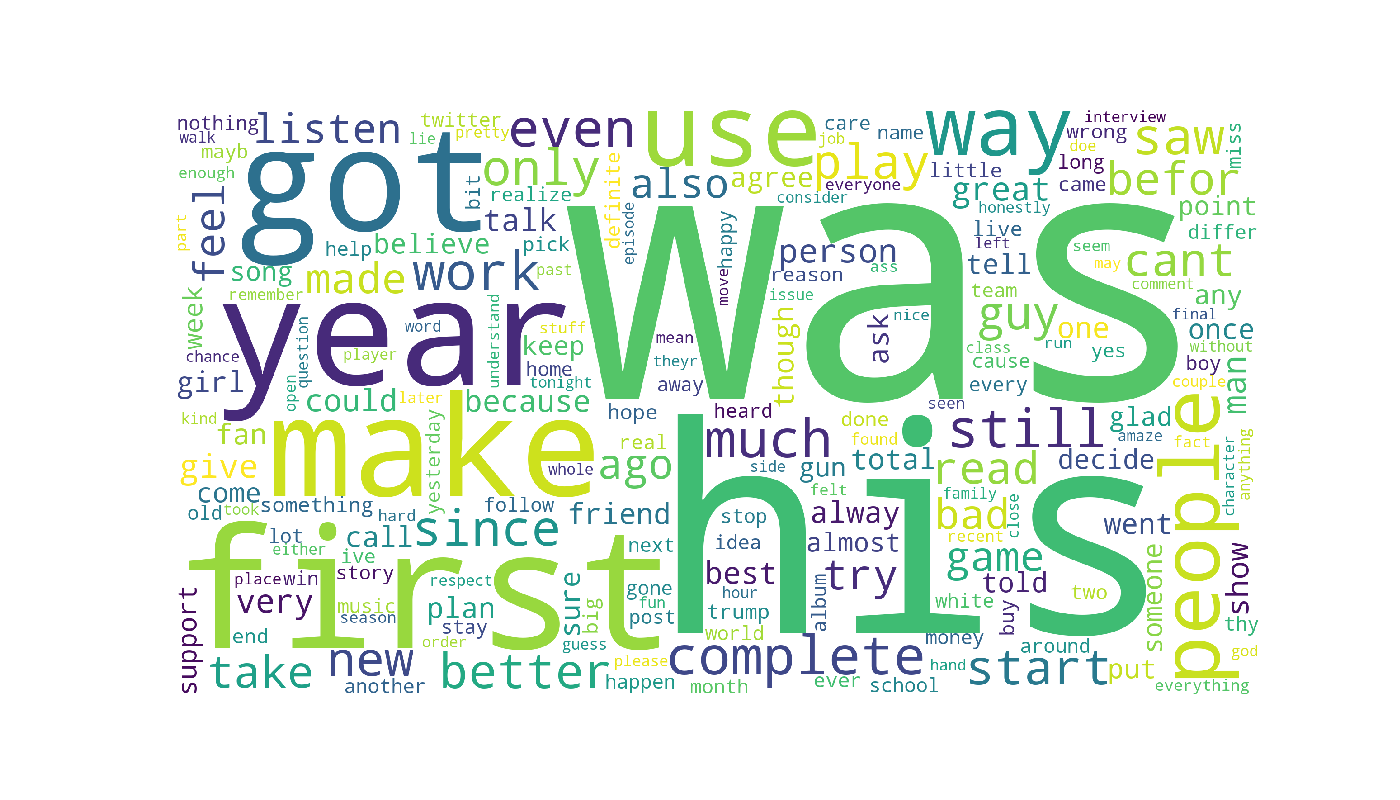 nothing
listen
twitter
even
use
way
interview
walk
lie
pretty
care
name
wrong
saw
miss
mayb
got
only
job
play
doe
enough
feel
bit
realize
definite
also
agree
everyone
little
long
came
befor
part
talk
consider
great
honestly
point
help
believe
pick
episode
was
happy
person
live
left
seem
differ
song
made
work
past
move
reason
ass
tell
may
cant
comment
week
remember
year
understand
stuff
issue
though
ask
nice
team
guy
one
any
final
once
chance
question
word
player
keep
mean
theyr
class
run
yes
without
girl
open
home
tonight
away
cause
every
boy
couple
man
kind
could
later
because
hope
heard
seen
people
glad
amaze
fan
make
yesterday
real
much
done
found
still
fact
give
whole
ago
side
gun
total
read
decide
character
anything
come
something
follow
felt
his
family
close
old
took
hard
since
friend
stop
alway
bad
went
lot
call
first
next
idea
almost
recent
game
either
ive
place
win
story
respect
gone
best
hour
album
try
told
someone
show
support
very
music
season
plan
sure
big
fun
post
trump
white
buy
two
thy
end
stay
order
guess
world
money
around
god
take
new
better
please
complete
hand
start
put
another
happen
month
ever
school
everything